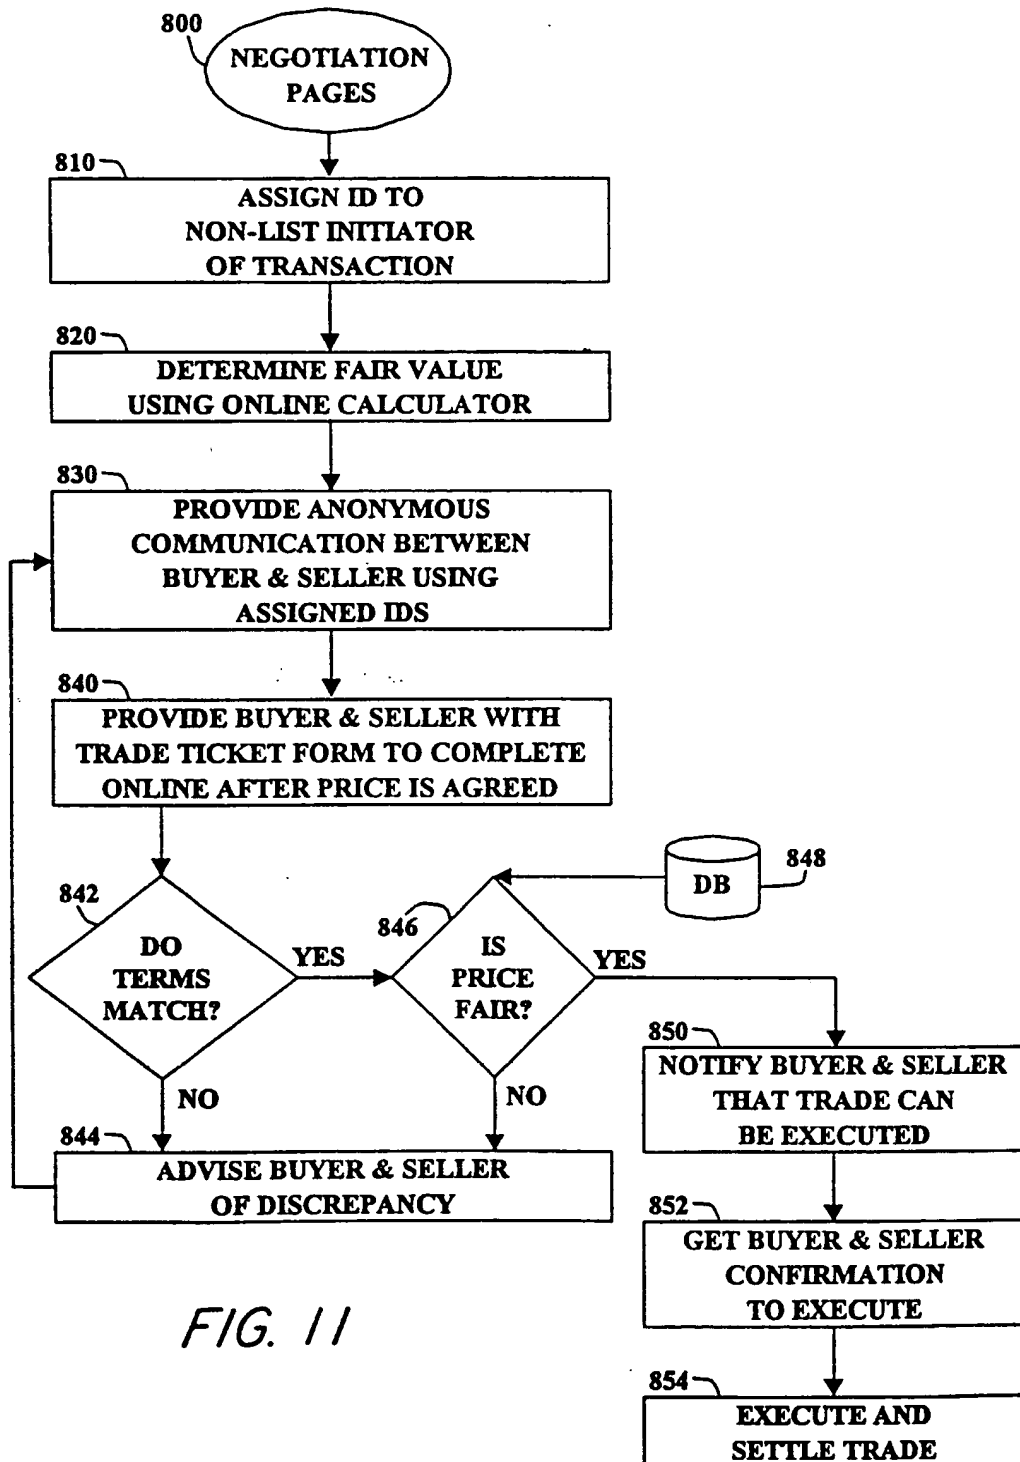 800
NEGOTIATION
PAGES
810
ASSIGN ID TO
NON-LIST INITIATOR
OF TRANSACTION
820
DETERMINE FAIR VALUE
USING ONLINE CALCULATOR
830
PROVIDE ANONYMOUS
COMMUNICATION BETWEEN
BUYER & SELLER USING
ASSIGNED IDS
840
PROVIDE BUYER & SELLER WITH
TRADE TICKET FORM TO COMPLETE
ONLINE AFTER PRICE IS AGREED
DB
848
842
DO
TERMS
MATCH?
YES
NO
846
IS
PRICE
FAIR?
YES
NO
844
ADVISE BUYER & SELLER
OF DISCREPANCY
850
NOTIFY BUYER & SELLER
THAT TRADE CAN
BE EXECUTED
852
GET BUYER & SELLER
CONFIRMATION
TO EXECUTE
854
EXECUTE AND
SETTLE TRADE
FIG. 11